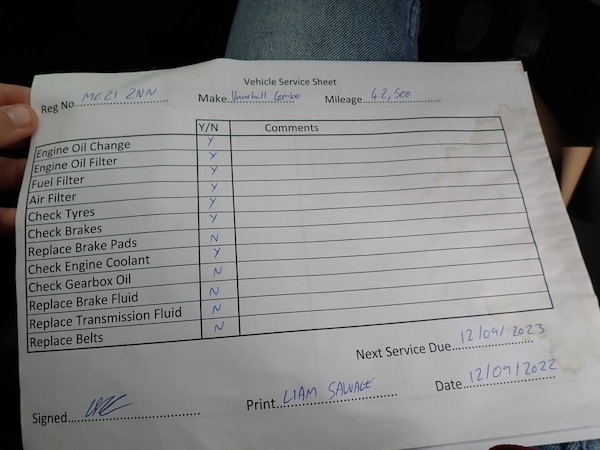 Vehicle Service Sheet
Reg No. MC21 ZNN Make Vauxhall Combo Mileage 62,500
Y/N Comments
Engine Oil Change Y
Engine Oil Filter Y
Fuel Filter Y
Air Filter Y
Check Tyres Y
Check Brakes Y
Replace Brake Pads N
Check Engine Coolant Y
Check Gearbox Oil N
Replace Brake Fluid N
Replace Transmission Fluid N
Replace Belts N
Next Service Due 12/09/2023
Signed Print LIAM SALVAGE Date 12/09/2022